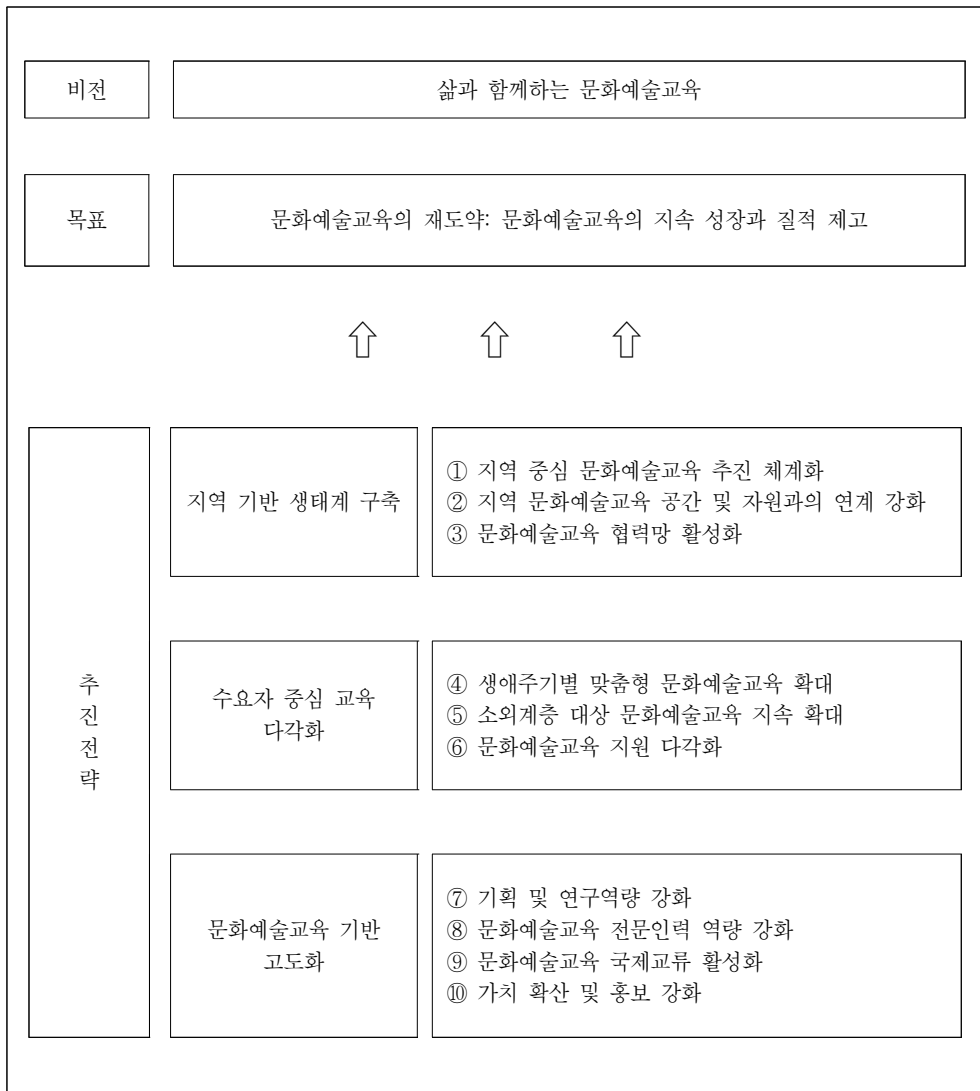 비전
삶과 함께하는 문화예술교육
목표
문화예술교육의 재도약: 문화예술교육의 지속 성장과 질적 제고
추
진
전
략
지역 기반 생태계 구축
① 지역 중심 문화예술교육 추진 체계화
② 지역 문화예술교육 공간 및 자원과의 연계 강화
③ 문화예술교육 협력망 활성화
수요자 중심 교육
다각화
④ 생애주기별 맞춤형 문화예술교육 확대
⑤ 소외계층 대상 문화예술교육 지속 확대
⑥ 문화예술교육 지원 다각화
문화예술교육 기반
고도화
⑦ 기획 및 연구역량 강화
⑧ 문화예술교육 전문인력 역량 강화
⑨ 문화예술교육 국제교류 활성화
⑩ 가치 확산 및 홍보 강화